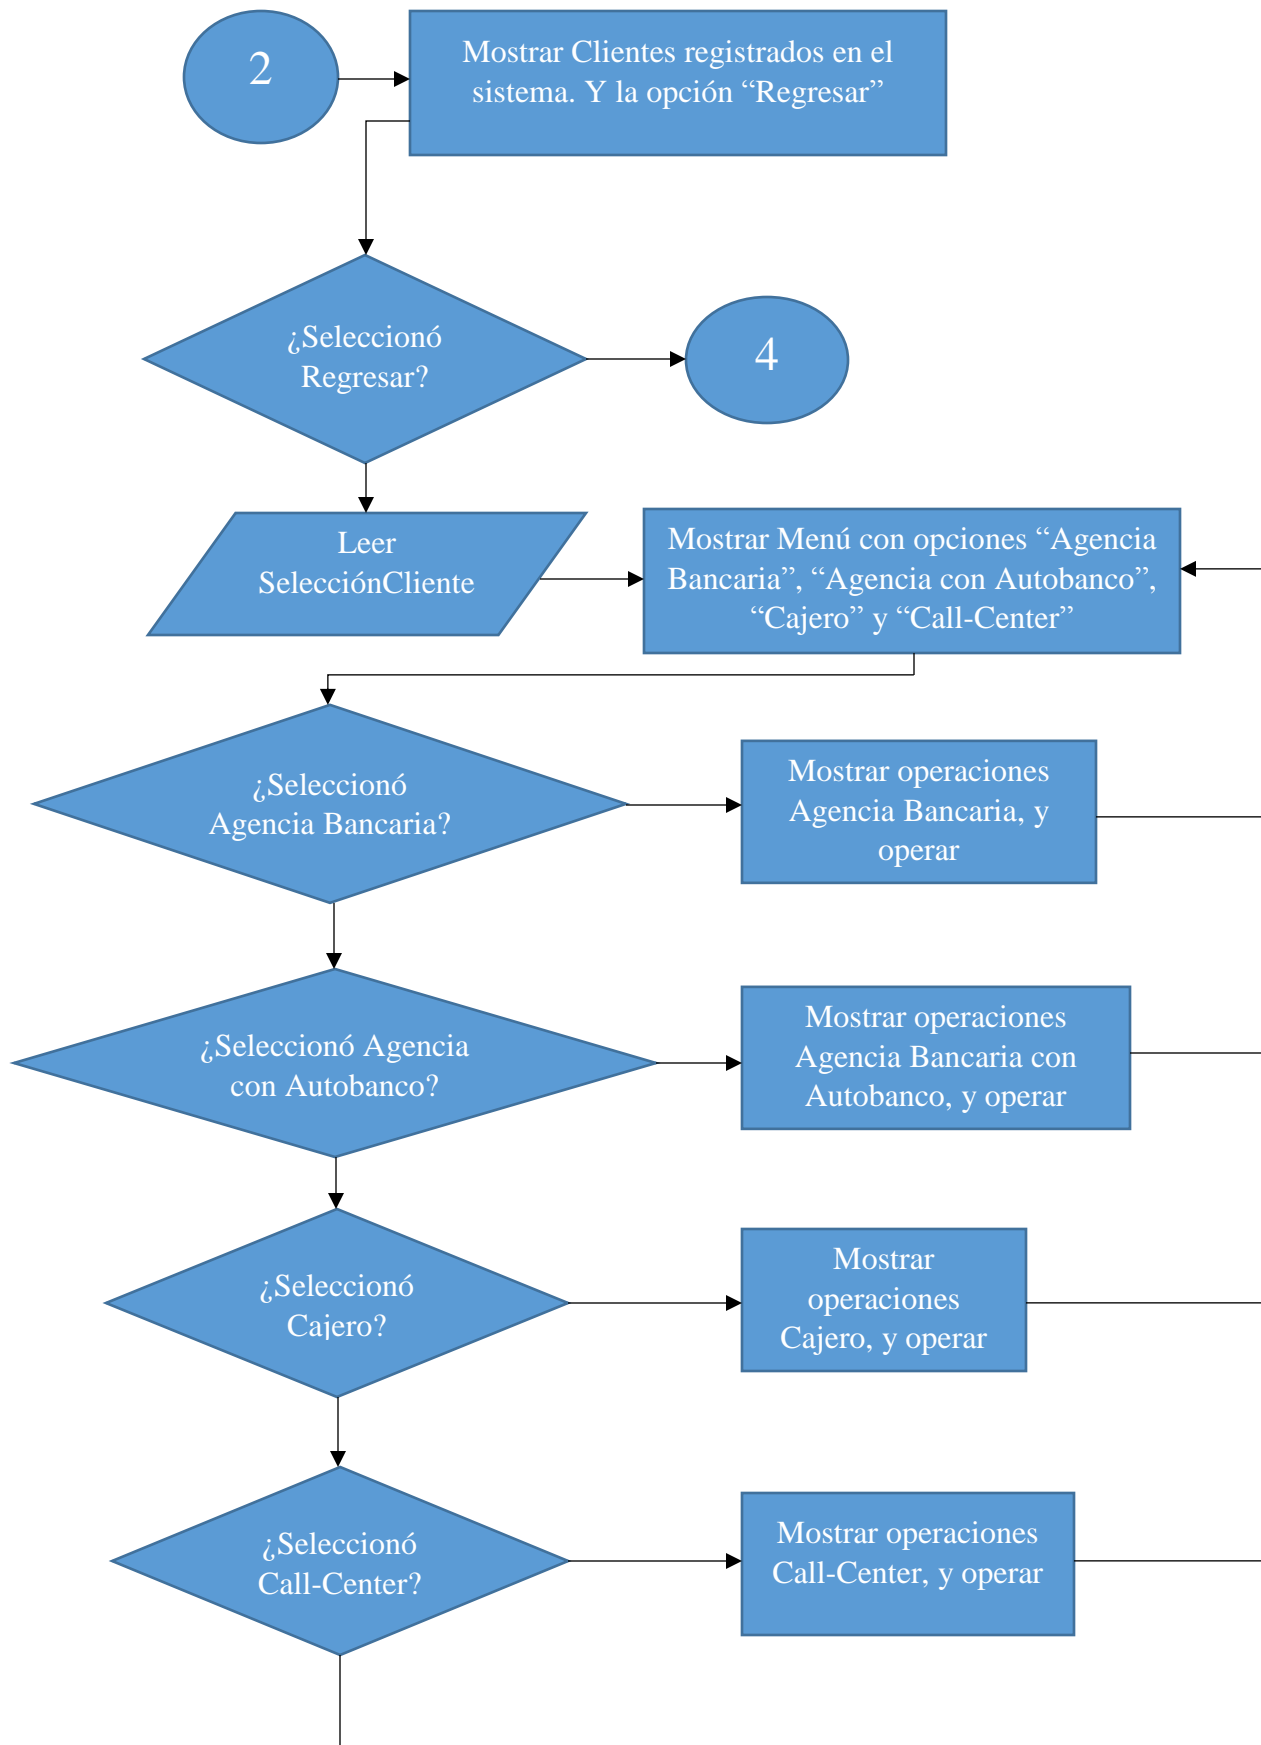 2
Mostrar Clientes registrados en el
sistema. Y la opción “Regresar”
¿Seleccionó
Regresar?
4
Leer
SelecciónCliente
Mostrar Menú con opciones “Agencia
Bancaria”, “Agencia con Autobanco”,
“Cajero” y “Call-Center”
¿Seleccionó
Agencia Bancaria?
Mostrar operaciones
Agencia Bancaria, y
operar
¿Seleccionó Agencia
con Autobanco?
Mostrar operaciones
Agencia Bancaria con
Autobanco, y operar
¿Seleccionó
Cajero?
Mostrar
operaciones
Cajero, y operar
¿Seleccionó
Call-Center?
Mostrar operaciones
Call-Center, y operar